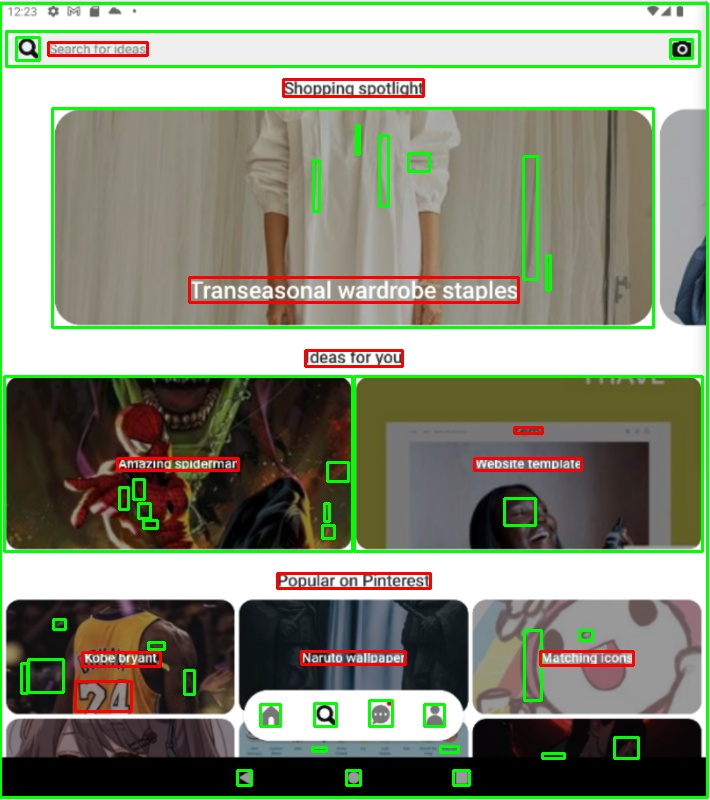 12:23
Search for ideas
Shopping spotlight
Transeasonal wardrobe staples
Ideas for you
Amazing spiderman
Website template
Popular on Pinterest
Kobe bryant
24
Naruto wallpaper
Matching icons